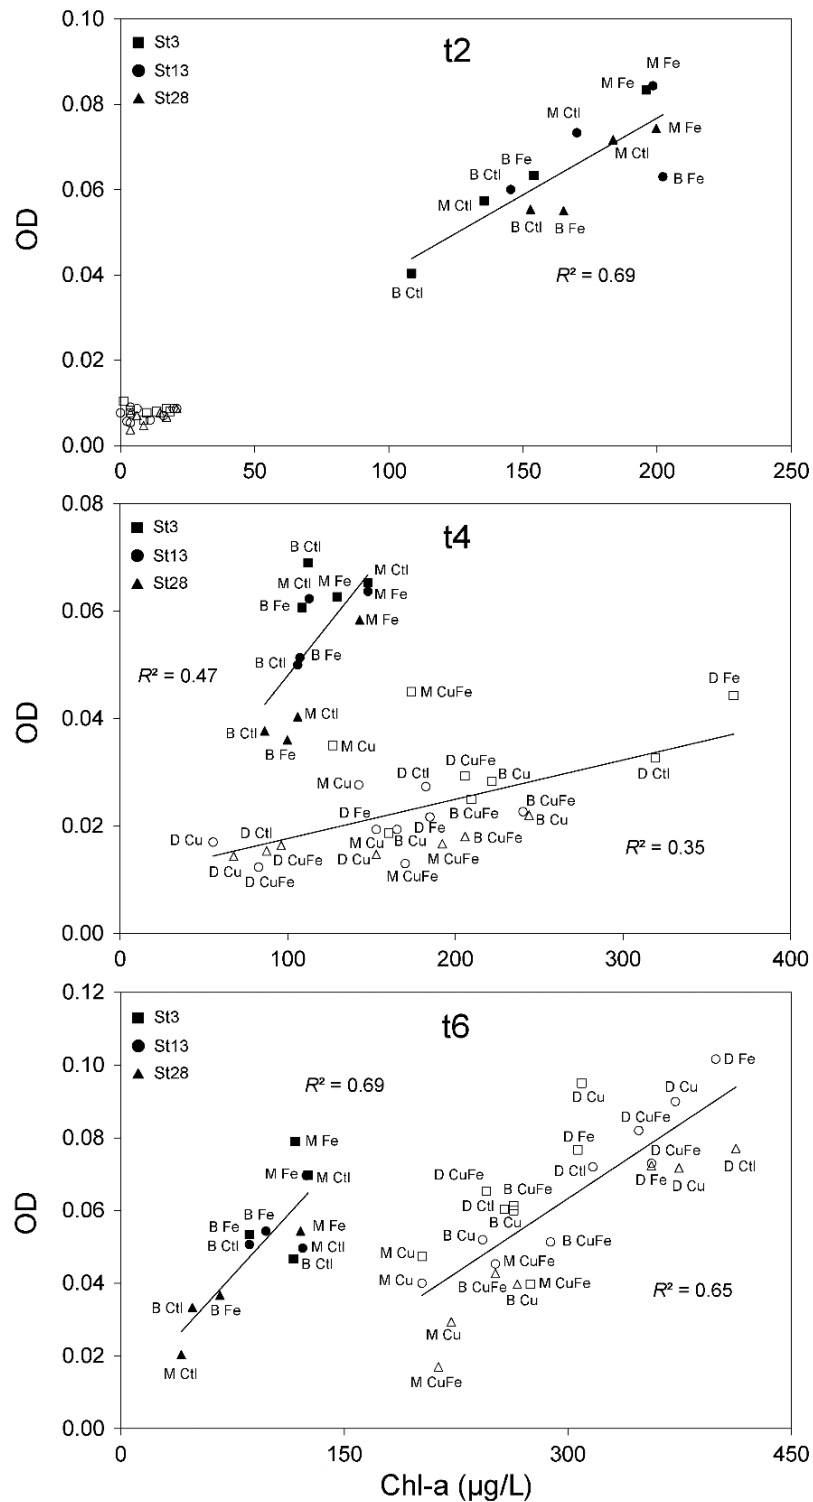 0.10
St3
St13
St28
t2
M Fe
M Fe
0.08
M Ctl
M Fe
M Ctl
B Fe
B Ctl
B Fe
0.06
M Ctl
B Ctl
B Fe
OD
0.04
B Ctl
R² = 0.69
0.02
0.00
0 50 100 150 200 250
0.08
St3
St13
St28
t4
B Ctl
M Ctl
M Fe
M Ctl
M Fe
B Fe
0.06
M Fe
B Ctl
B Fe
R² = 0.47
OD
0.04
B Ctl
M Ctl
B Fe
M CuFe
D Fe
M Cu
D CuFe
B Cu
D Ctl
M Cu
D Ctl
D Fe
B CuFe
B CuFe
B Cu
0.02
D Cu
D Ctl
M Cu
B Cu
D Fe
B CuFe
R² = 0.35
D Cu
D CuFe
D Cu
M CuFe
D CuFe
M CuFe
0.00
0 100 200 300 400
0.12
St3
St13
St28
t6
0.10
R² = 0.69
D Fe
D Cu
D Cu
D CuFe
0.08
M Fe
D Fe
D CuFe
M Fe
M Ctl
D CuFe
D Ctl
D Fe
D Cu
D Ctl
OD
0.06
B CuFe
D Ctl
B Cu
B Fe
B Fe
M Fe
B Ctl
M Ctl
B Cu
B CuFe
B Ctl
M Cu
M CuFe
0.04
M Cu
B CuFe
M CuFe
B Cu
R² = 0.65
B Ctl
B Fe
M Cu
0.02
M Ctl
M CuFe
0.00
0 150 300 450
Chl-a (µg/L)